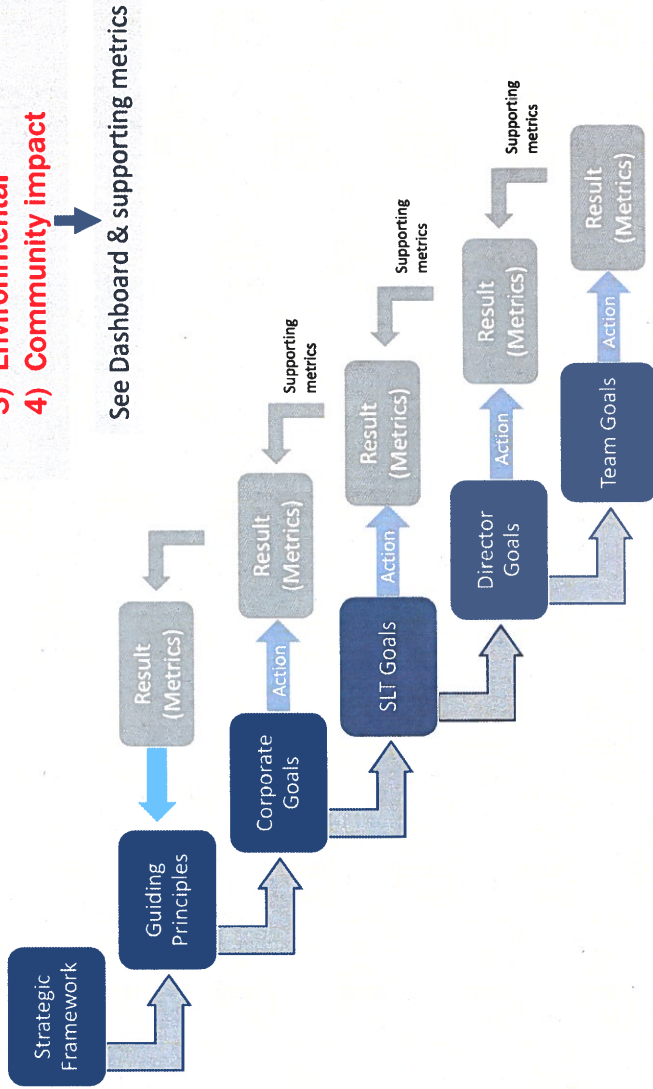 3) Environmental
4) Community impact
See Dashboard & supporting metrics
Strategic
Framework
Guiding
Principles
Result
(Metrics)
Corporate
Goals
Action
Result
(Metrics)
Supporting
metrics
SLT Goals
Action
Result
(Metrics)
Supporting
metrics
Director
Goals
Action
Result
(Metrics)
Supporting
metrics
Team Goals
Action
Result
(Metrics)